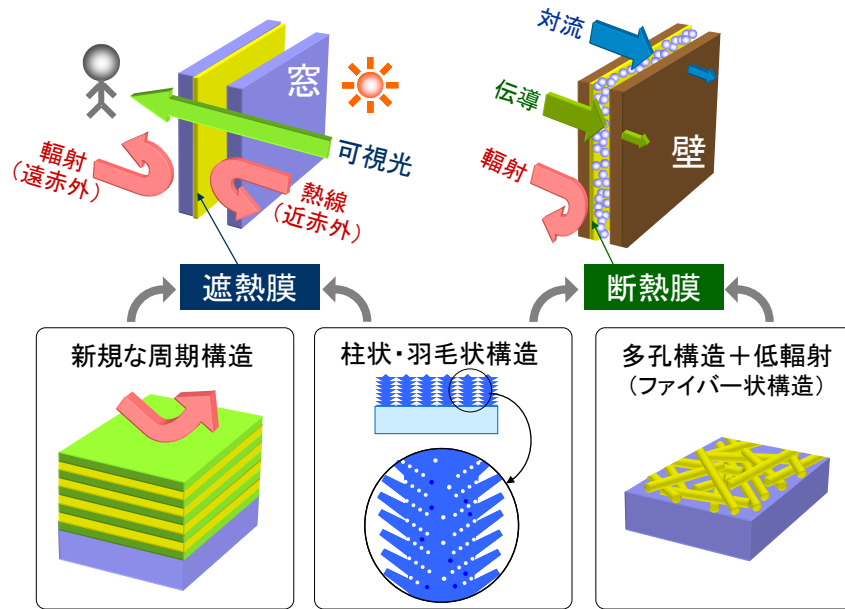 窓
可視光
輻射
（遠赤外）
熱線
（近赤外）
対流
伝導
輻射
壁
遮熱膜
断熱膜
新規な周期構造
柱状・羽毛状構造
多孔構造＋低輻射
（ファイバー状構造）